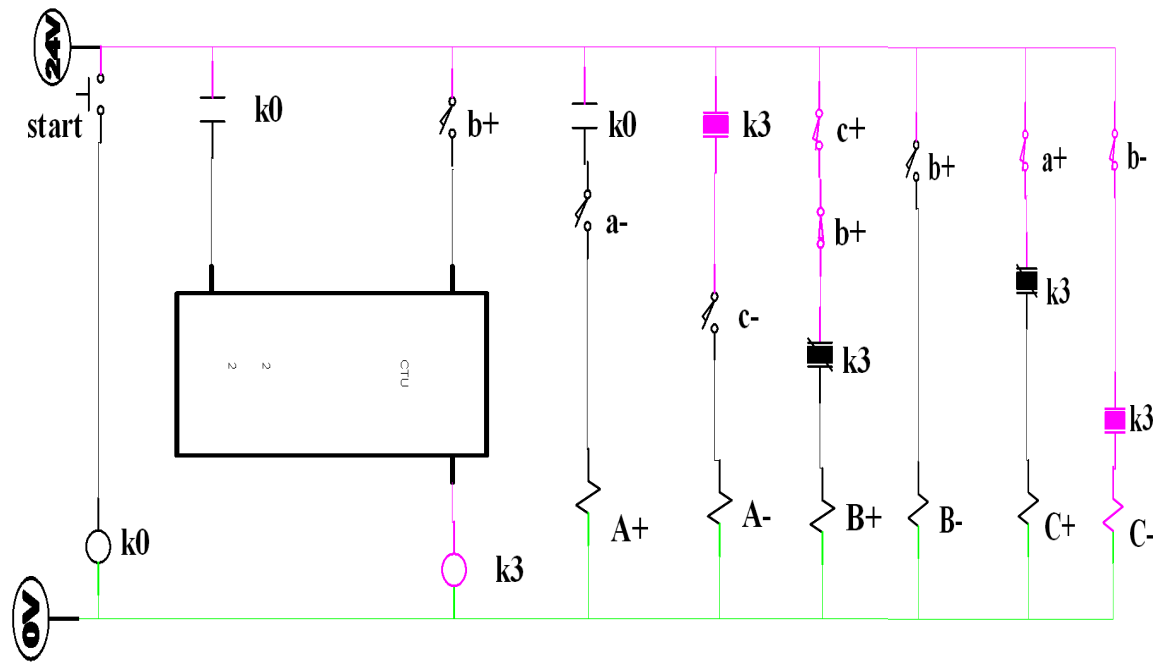 24V
start
k0
b+
k0
a-
k3
c-
c+
b+
k3
b+
a+
k3
b-
k3
2 2 CTU
k0
k3
A+
A-
B+
B-
C+
C-
0V